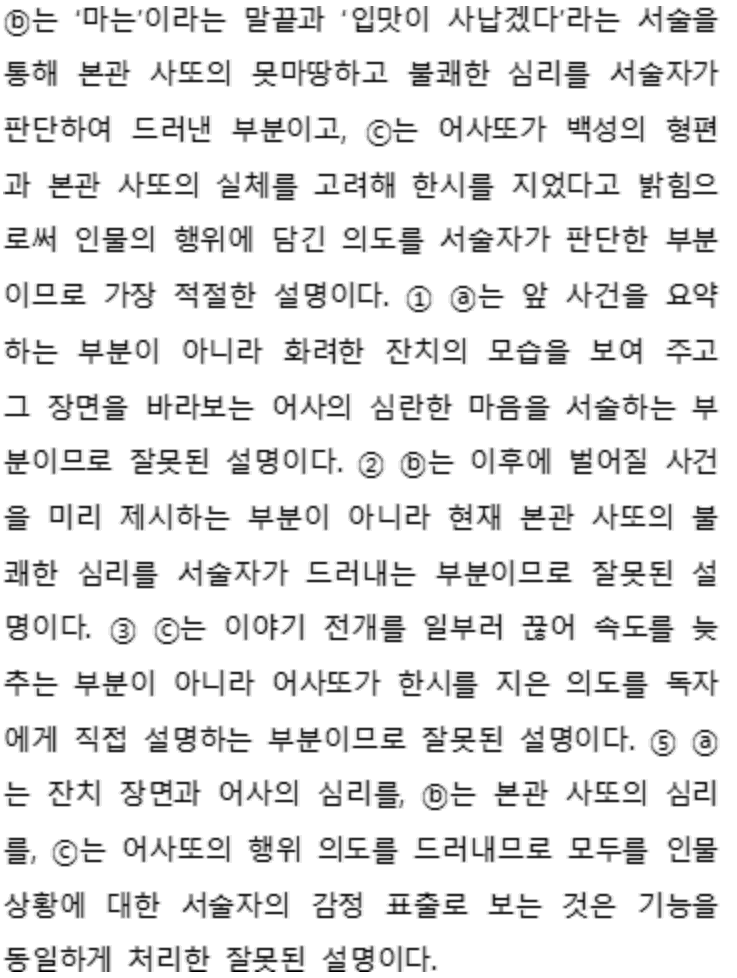 ⓑ는 '마는'이라는 말끝과 '입맛이 사납겠다'라는 서술을
통해 본관 사또의 못마땅하고 불쾌한 심리를 서술자가
판단하여 드러낸 부분이고, ⓒ는 어사또가 백성의 형편
과 본관 사또의 실체를 고려해 한시를 지었다고 밝힘으
로써 인물의 행위에 담긴 의도를 서술자가 판단한 부분
이므로 가장 적절한 설명이다. ① ⓐ는 앞 사건을 요약
하는 부분이 아니라 화려한 잔치의 모습을 보여 주고
그 장면을 바라보는 어사의 심란한 마음을 서술하는 부
분이므로 잘못된 설명이다. ② ⓑ는 이후에 벌어질 사건
을 미리 제시하는 부분이 아니라 현재 본관 사또의 불
쾌한 심리를 서술자가 드러내는 부분이므로 잘못된 설
명이다. ③ ⓒ는 이야기 전개를 일부러 끊어 속도를 늦
추는 부분이 아니라 어사또가 한시를 지은 의도를 독자
에게 직접 설명하는 부분이므로 잘못된 설명이다. ⑤ ⓐ
는 잔치 장면과 어사의 심리를, ⓑ는 본관 사또의 심리
를, ⓒ는 어사또의 행위 의도를 드러내므로 모두를 인물
상황에 대한 서술자의 감정 표출로 보는 것은 기능을
동일하게 처리한 잘못된 설명이다.